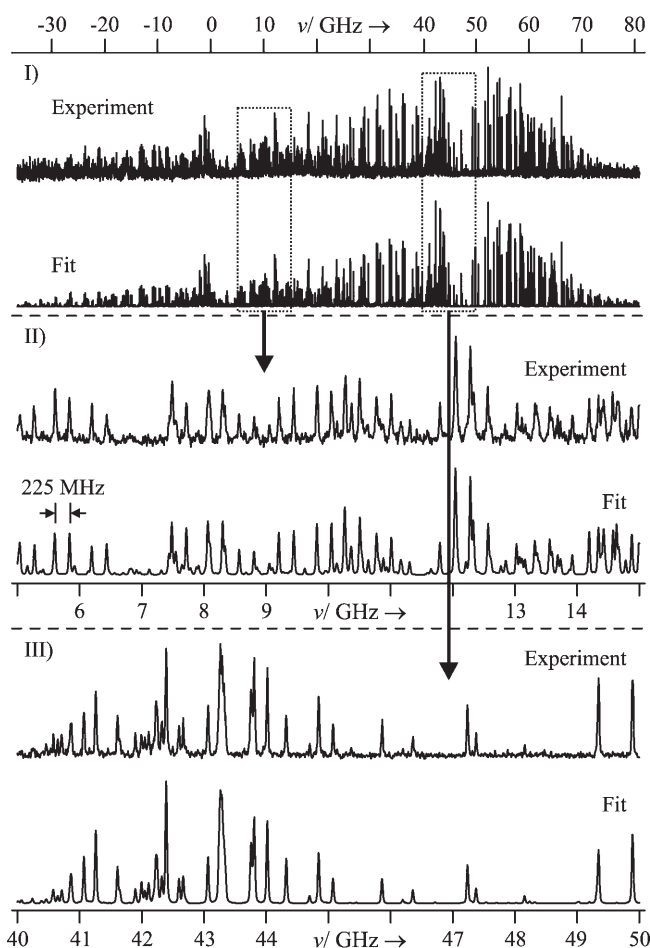 -30 -20 -10 0 10 ν/ GHz → 40 50 60 70 80
I)
Experiment
Fit
II)
Experiment
225 MHz
Fit
6 7 8 9 ν/ GHz → 13 14
III)
Experiment
Fit
40 41 42 43 44 ν/ GHz → 47 48 49 50